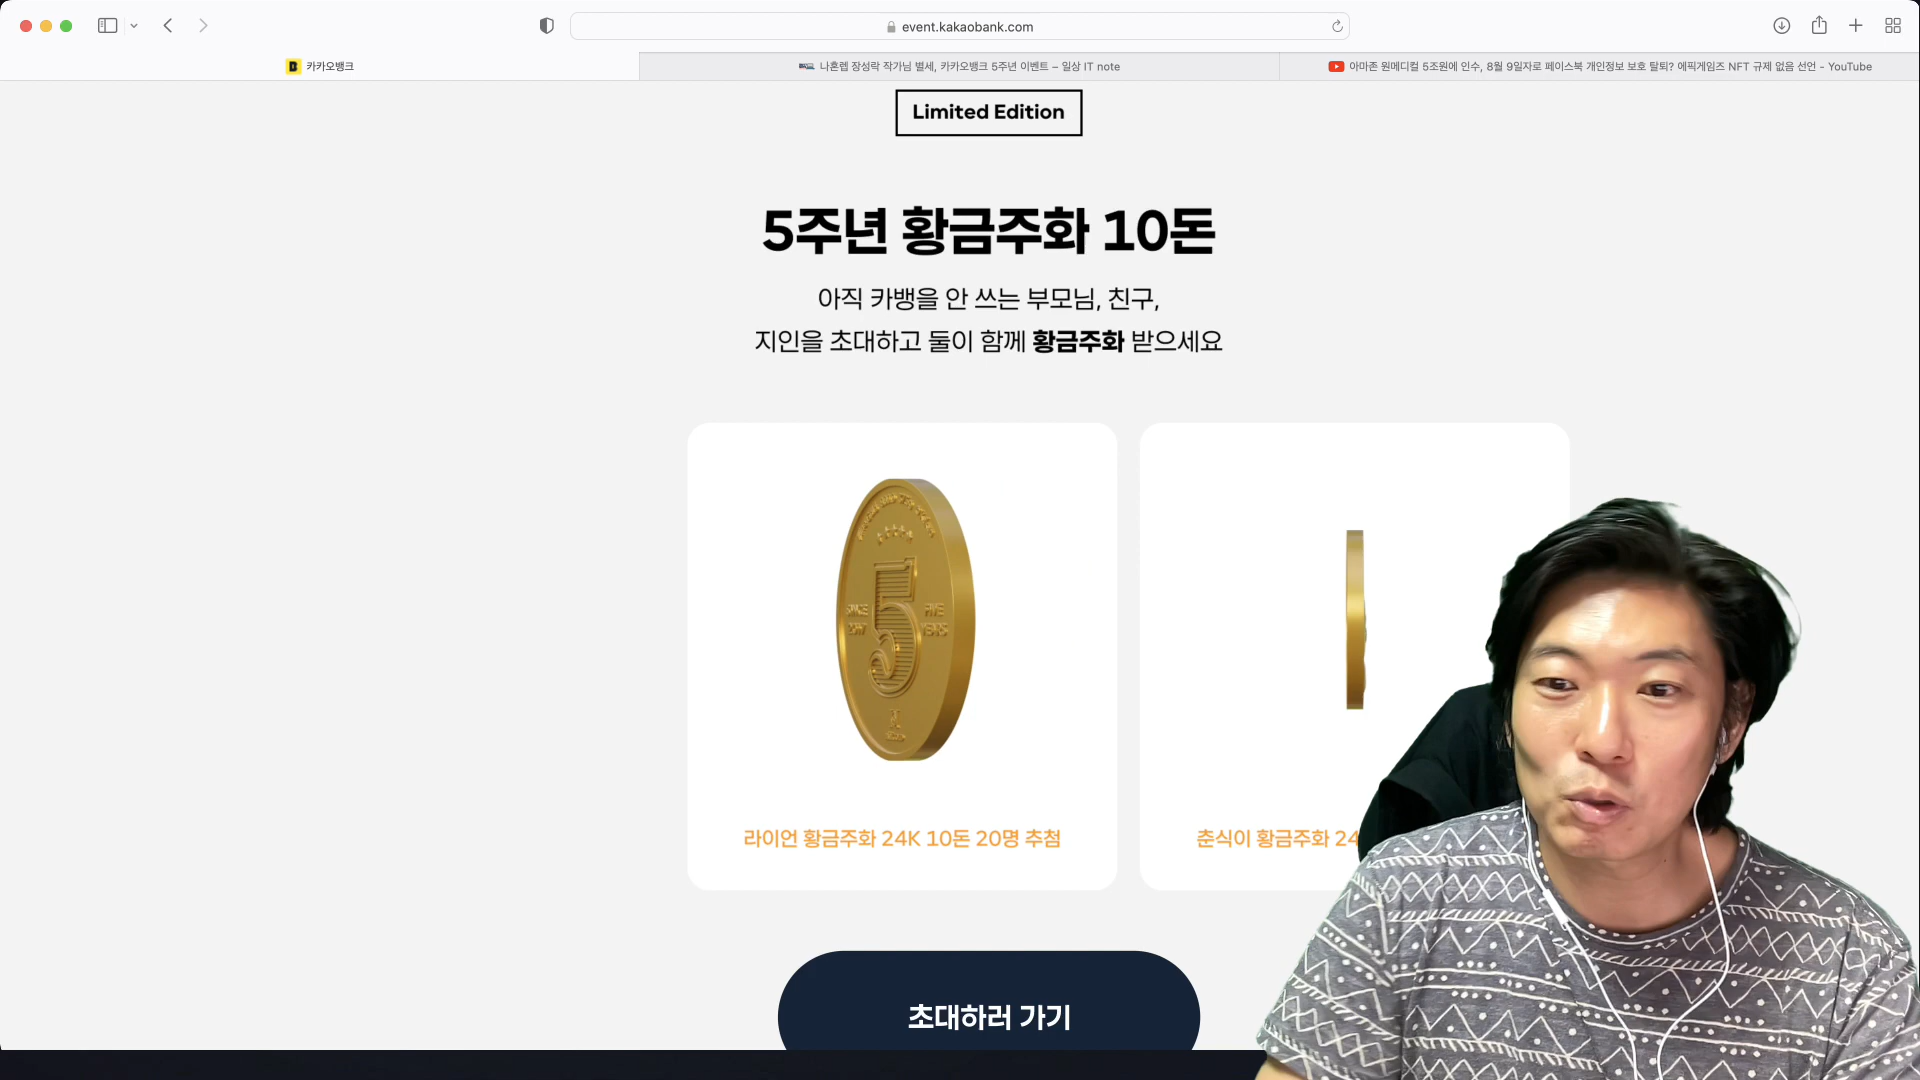 event.kakaobank.com
카카오뱅크
나혼렙 장성락 작가님 별세, 카카오뱅크 5주년 이벤트 – 일상 IT note
아마존 원메디컬 5조원에 인수, 8월 9일자로 페이스북 개인정보 보호 탈퇴? 에픽게임즈 NFT 규제 없음 선언 - YouTube
Limited Edition
5주년 황금주화 10돈
아직 카뱅을 안 쓰는 부모님, 친구,
지인을 초대하고 둘이 함께 황금주화 받으세요
5
FIVE
YEARS
라이언 황금주화 24K 10돈 20명 추첨
춘식이 황금주화 24
초대하러 가기